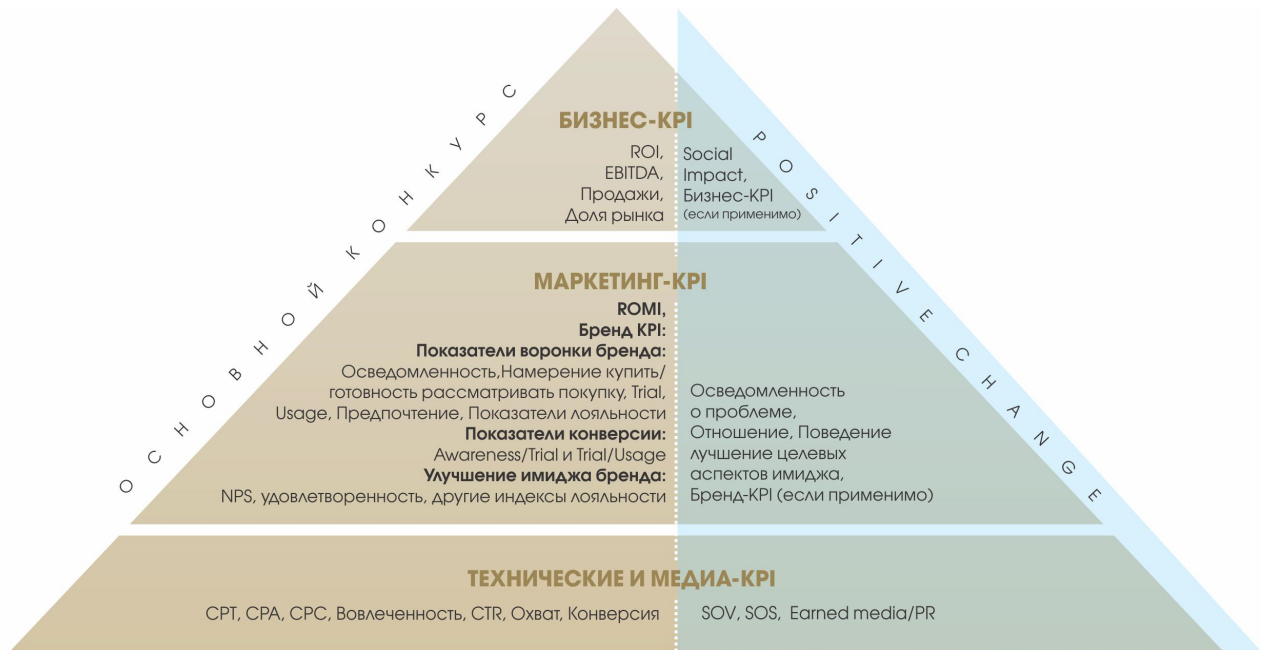 ОСНОВНОЙ КОНКУРС
POSITIVE CHANGE
БИЗНЕС-KPI
ROI,
EBITDA,
Продажи,
Доля рынка
Social
Impact,
Бизнес-KPI
(если применимо)
МАРКЕТИНГ-KPI
ROMI,
Бренд KPI:
Показатели воронки бренда:
Осведомленность,Намерение купить/
готовность рассматривать покупку, Trial,
Usage, Предпочтение, Показатели лояльности
Показатели конверсии:
Awareness/Trial и Trial/Usage
Улучшение имиджа бренда:
NPS, удовлетворенность, другие индексы лояльности
Осведомленность
о проблеме,
Отношение, Поведение
лучшение целевых
аспектов имиджа,
Бренд-KPI (если применимо)
ТЕХНИЧЕСКИЕ И МЕДИА-KPI
CPT, CPA, CPC, Вовлеченность, CTR, Охват, Конверсия
SOV, SOS, Earned media/PR